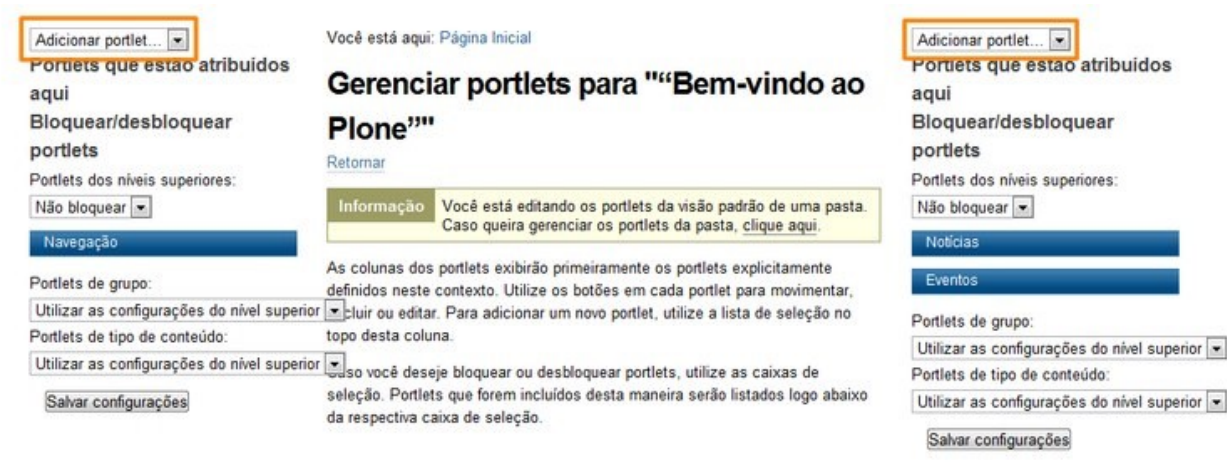 Adicionar portlet...
Portlets que estão atribuidos
aqui
Bloquear/desbloquear
portlets
Portlets dos níveis superiores:
Não bloquear
Navegação
Portlets de grupo:
Utilizar as configurações do nível superior
Portlets de tipo de conteúdo:
Utilizar as configurações do nível superior
Salvar configurações
Você está aqui: Página Inicial
Gerenciar portlets para "“Bem-vindo ao
Plone”"
Retornar
Informação
Você está editando os portlets da visão padrão de uma pasta.
Caso queira gerenciar os portlets da pasta, clique aqui.
As colunas dos portlets exibirão primeiramente os portlets explicitamente
definidos neste contexto. Utilize os botões em cada portlet para movimentar,
cluir ou editar. Para adicionar um novo portlet, utilize a lista de seleção no
topo desta coluna.
aso você deseje bloquear ou desbloquear portlets, utilize as caixas de
seleção. Portlets que forem incluídos desta maneira serão listados logo abaixo
da respectiva caixa de seleção.
Adicionar portlet...
Portlets que estão atribuidos
aqui
Bloquear/desbloquear
portlets
Portlets dos níveis superiores:
Não bloquear
Notícias
Eventos
Portlets de grupo:
Utilizar as configurações do nível superior
Portlets de tipo de conteúdo:
Utilizar as configurações do nível superior
Salvar configurações